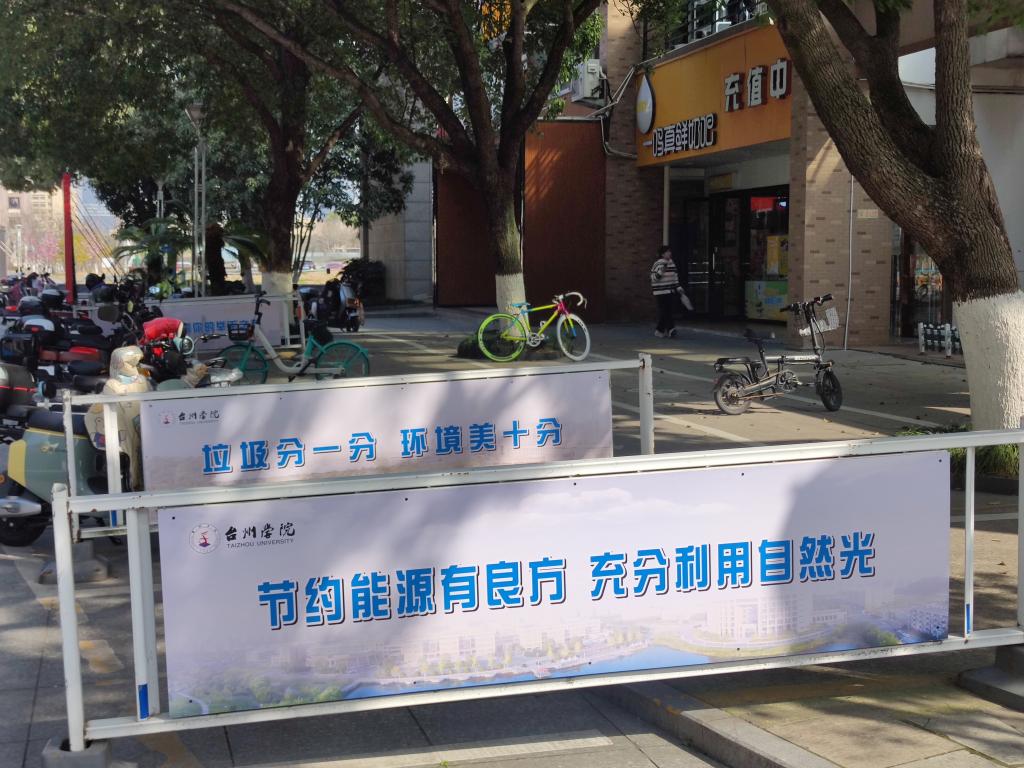 充值中
一鸣真鲜奶吧
台州学院
TAIZHOU UNIVERSITY
垃圾分一分 环境美十分
台州学院
TAIZHOU UNIVERSITY
节约能源有良方 充分利用自然光